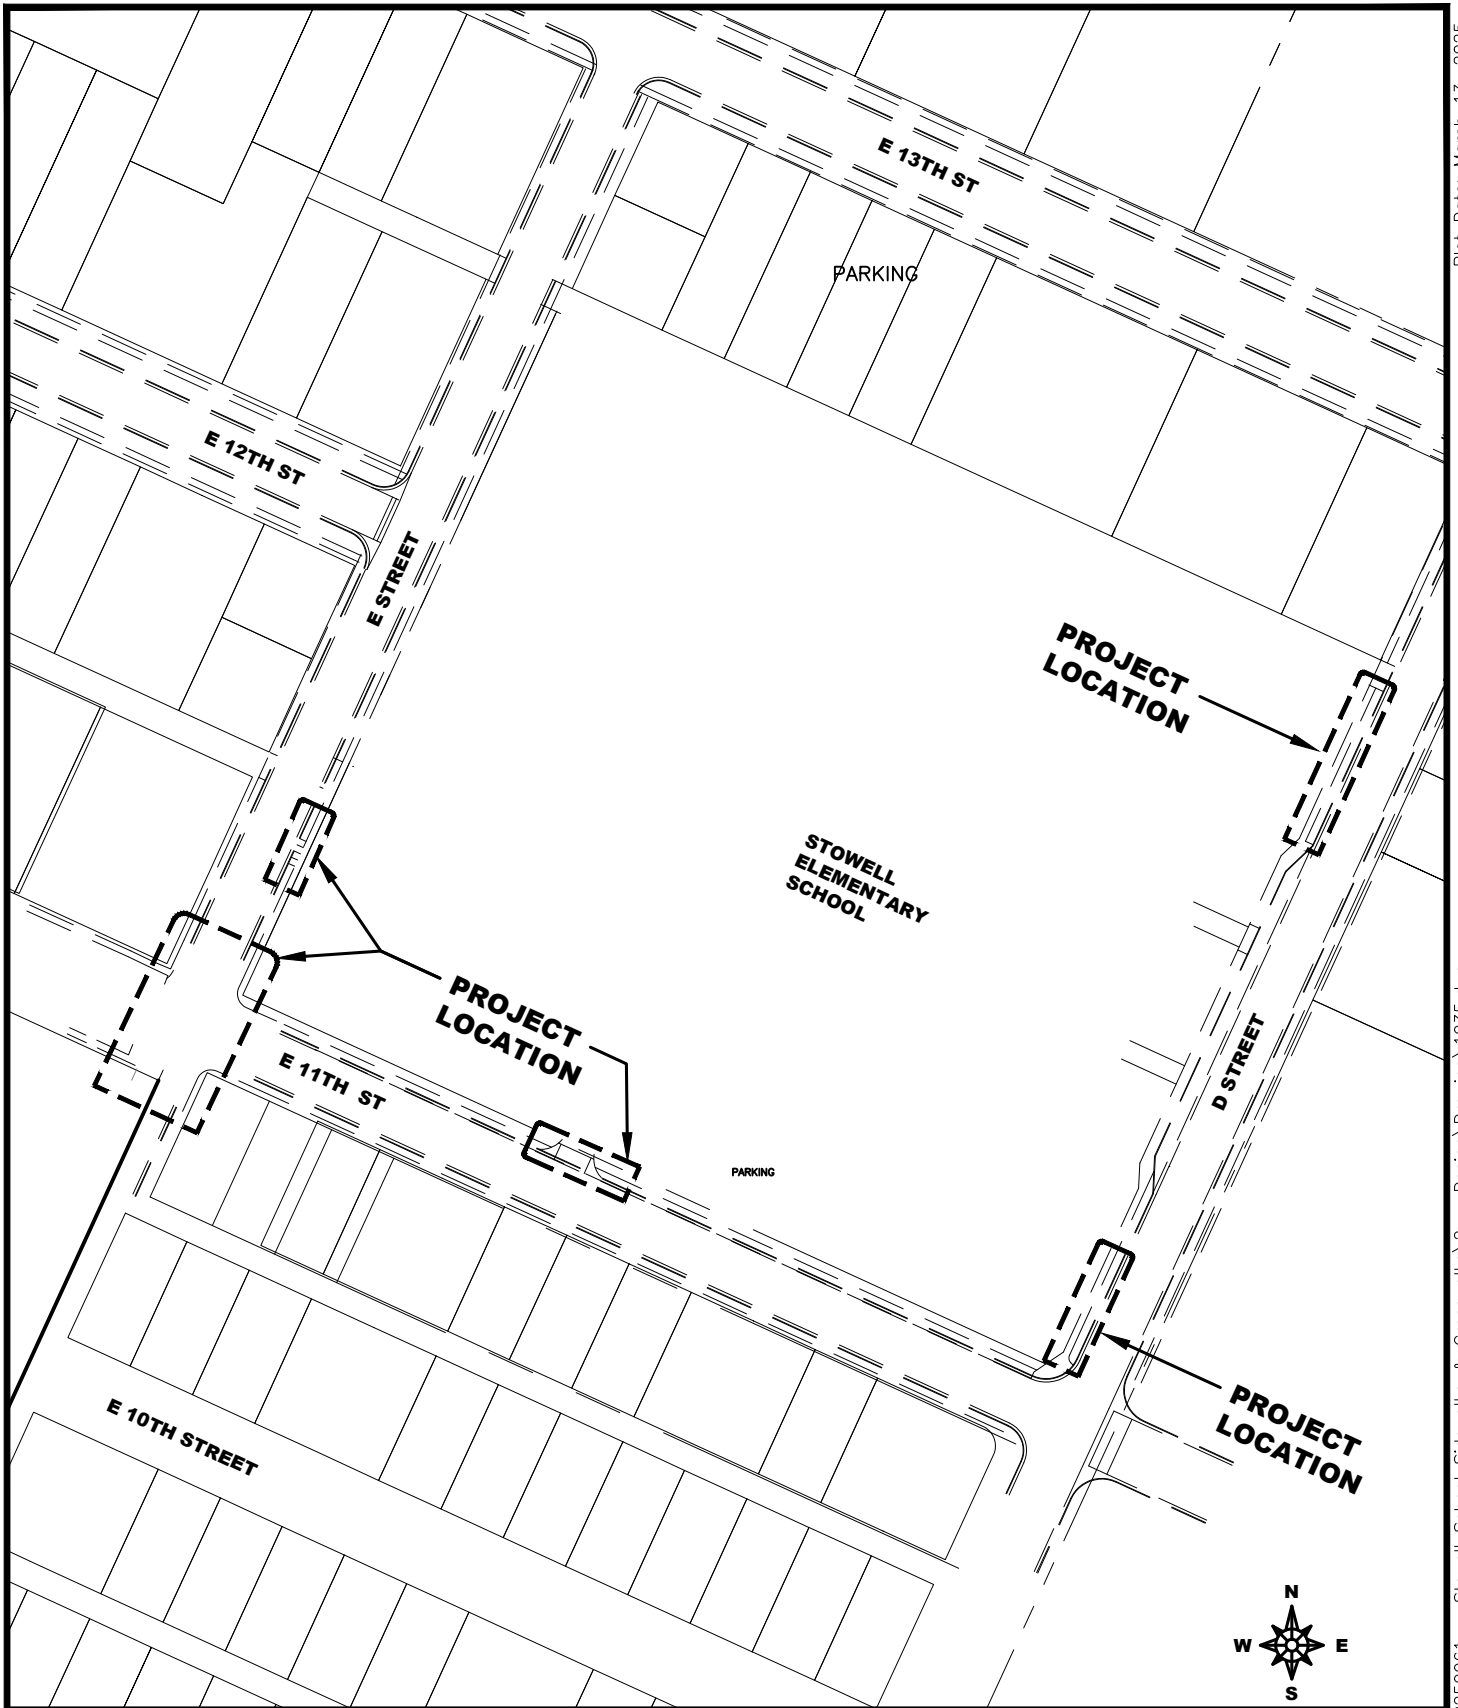 E 13TH ST
PARKING
E 12TH ST
E STREET
PROJECT
LOCATION
STOWELL
ELEMENTARY
SCHOOL
PROJECT
LOCATION
D STREET
E 11TH ST
PARKING
PROJECT
LOCATION
E 10TH STREET
N
W
E
S